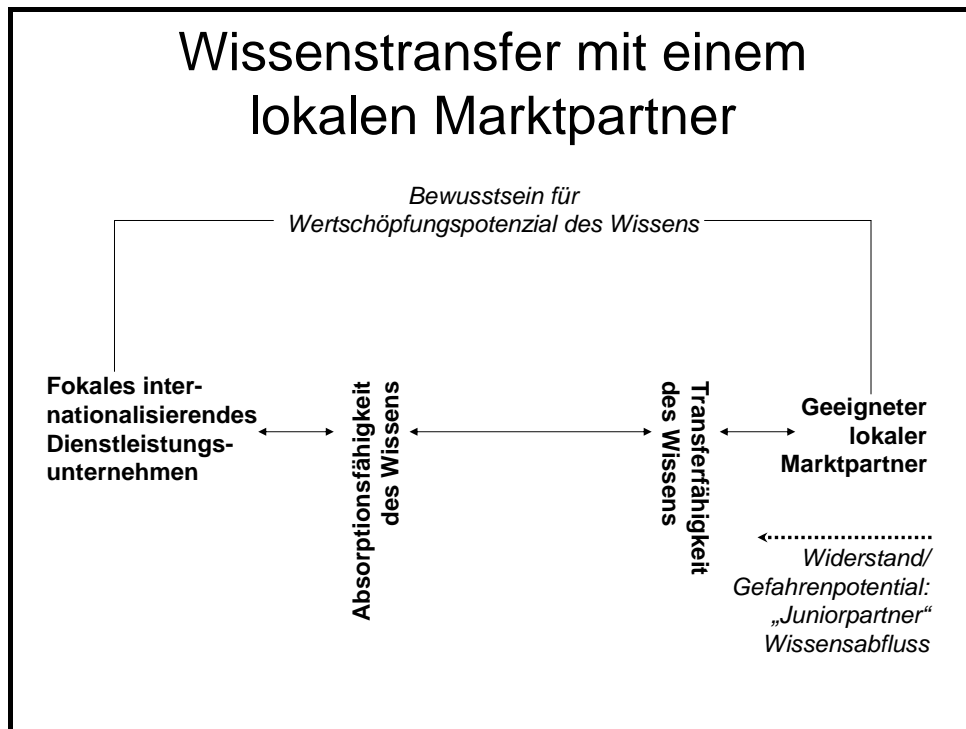 Wissenstransfer mit einem
lokalen Marktpartner
Bewusstsein für
Wertschöpfungspotenzial des Wissens
Fokales inter-
nationalisierendes
Dienstleistungs-
unternehmen
Absorptionsfähigkeit
des Wissens
Transferfähigkeit
des Wissens
Geeigneter
lokaler
Marktpartner
Widerstand/
Gefahrenpotential:
„Juniorpartner“
Wissensabfluss